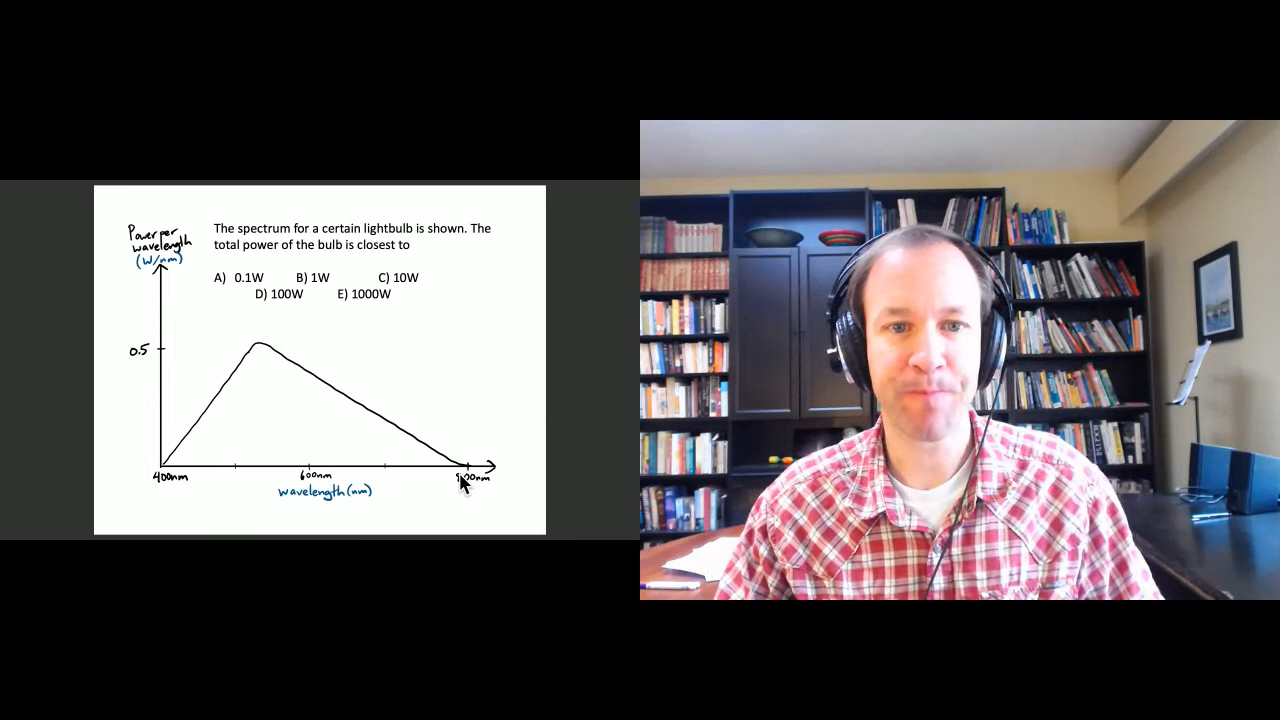 Power per
wavelength
(W/nm)
The spectrum for a certain lightbulb is shown. The
total power of the bulb is closest to
A) 0.1W B) 1W C) 10W
D) 100W E) 1000W
0.5
400nm 600nm
wavelength (nm)